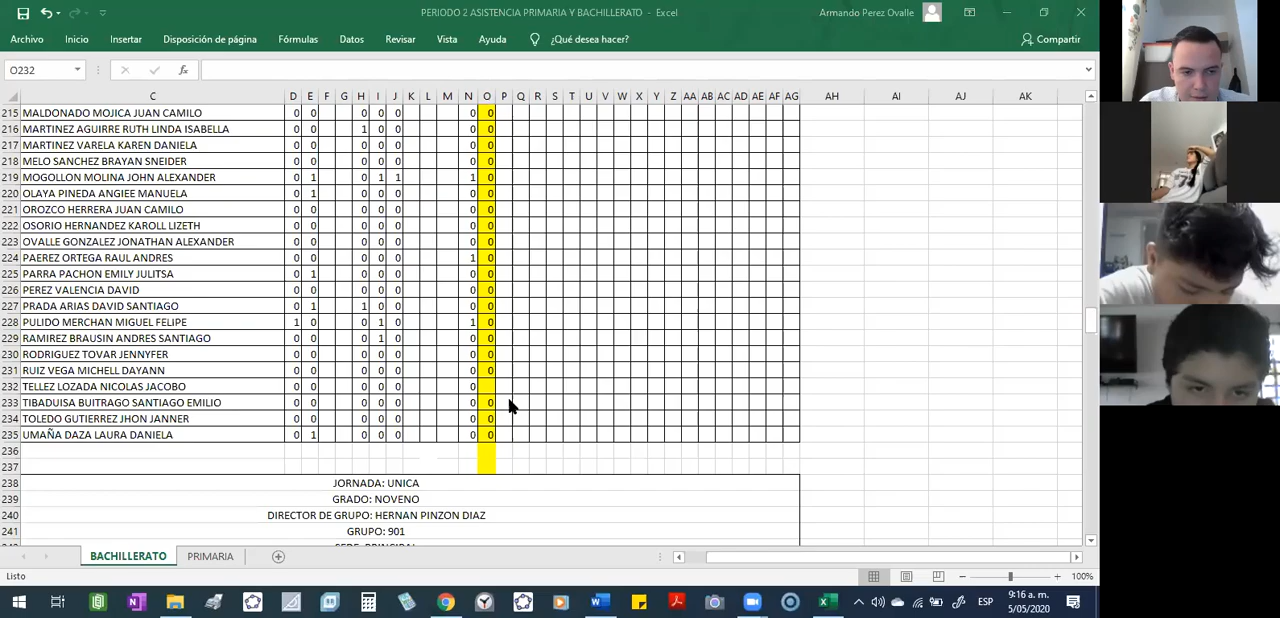 PERIODO 2 ASISTENCIA PRIMARIA Y BACHILLERATO - Excel Armando Perez Ovalle
Archivo Inicio Insertar Disposición de página Fórmulas Datos Revisar Vista Ayuda ¿Qué desea hacer? Compartir
O232 fx
C D E F G H I J K L M N O P Q R S T U V W X Y Z AA AB AC AD AE AF AG AH AI AJ AK
215 MALDONADO MOJICA JUAN CAMILO 0 0 0 0 0 0 0
216 MARTINEZ AGUIRRE RUTH LINDA ISABELLA 0 0 1 0 0 0 0
217 MARTINEZ VARELA KAREN DANIELA 0 0 0 0 0 0 0
218 MELO SANCHEZ BRAYAN SNEIDER 0 0 0 0 0 0 0
219 MOGOLLON MOLINA JOHN ALEXANDER 0 1 0 1 1 1 0
220 OLAYA PINEDA ANGIEE MANUELA 0 1 0 0 0 0 0
221 OROZCO HERRERA JUAN CAMILO 0 0 0 0 0 0 0
222 OSORIO HERNANDEZ KAROLL LIZETH 0 0 0 0 0 0 0
223 OVALLE GONZALEZ JONATHAN ALEXANDER 0 0 0 0 0 0 0
224 PAEREZ ORTEGA RAUL ANDRES 0 0 0 0 0 1 0
225 PARRA PACHON EMILY JULITSA 0 1 0 0 0 0 0
226 PEREZ VALENCIA DAVID 0 0 0 0 0 0 0
227 PRADA ARIAS DAVID SANTIAGO 0 1 1 0 0 0 0
228 PULIDO MERCHAN MIGUEL FELIPE 1 0 0 1 0 1 0
229 RAMIREZ BRAUSIN ANDRES SANTIAGO 0 0 0 1 0 0 0
230 RODRIGUEZ TOVAR JENNYFER 0 0 0 0 0 0 0
231 RUIZ VEGA MICHELL DAYANN 0 0 0 0 0 0 0
232 TELLEZ LOZADA NICOLAS JACOBO 0 0 0 0 0 0
233 TIBADUISA BUITRAGO SANTIAGO EMILIO 0 0 0 0 0 0 0
234 TOLEDO GUTIERREZ JHON JANNER 0 0 0 0 0 0 0
235 UMAÑA DAZA LAURA DANIELA 0 1 0 0 0 0 0
236
237
238 JORNADA: UNICA
239 GRADO: NOVENO
240 DIRECTOR DE GRUPO: HERNAN PINZON DIAZ
241 GRUPO: 901
SEDE: PRINCIPAL
BACHILLERATO PRIMARIA
Listo 100%
ESP 9:16 a. m.
5/05/2020